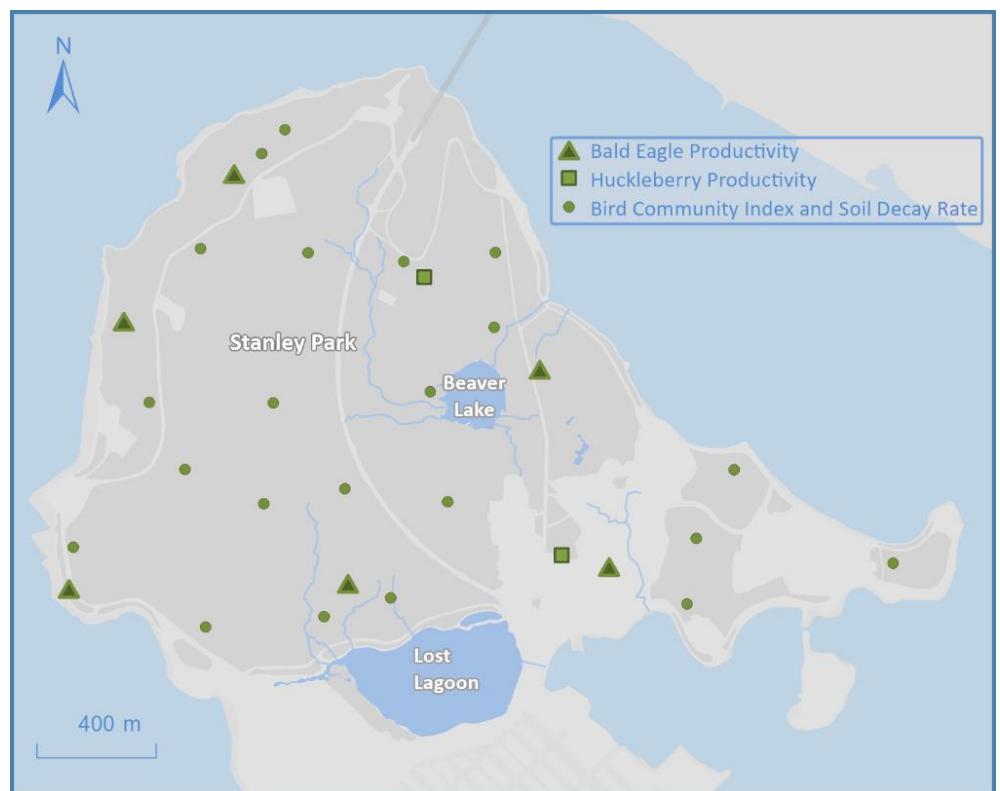 N
Bald Eagle Productivity
Huckleberry Productivity
Bird Community Index and Soil Decay Rate
Stanley Park
Beaver
Lake
Lost
Lagoon
400 m